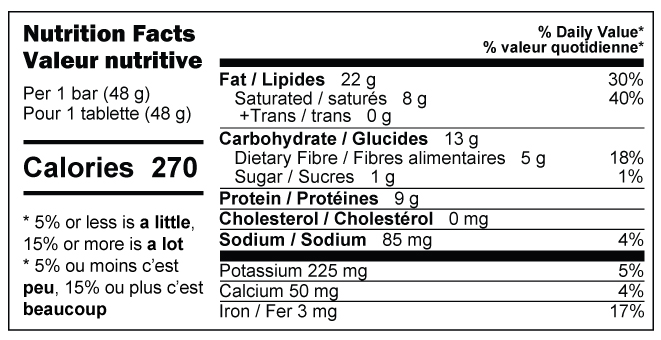 Nutrition Facts
Valeur nutritive
Per 1 bar (48 g)
Pour 1 tablette (48 g)
Calories 270
* 5% or less is a little,
15% or more is a lot
* 5% ou moins c’est
peu, 15% ou plus c’est
beaucoup
% Daily Value*
% valeur quotidienne*
Fat / Lipides 22 g 30%
Saturated / saturés 8 g 40%
+Trans / trans 0 g
Carbohydrate / Glucides 13 g
Dietary Fibre / Fibres alimentaires 5 g 18%
Sugar / Sucres 1 g 1%
Protein / Protéines 9 g
Cholesterol / Cholestérol 0 mg
Sodium / Sodium 85 mg 4%
Potassium 225 mg 5%
Calcium 50 mg 4%
Iron / Fer 3 mg 17%